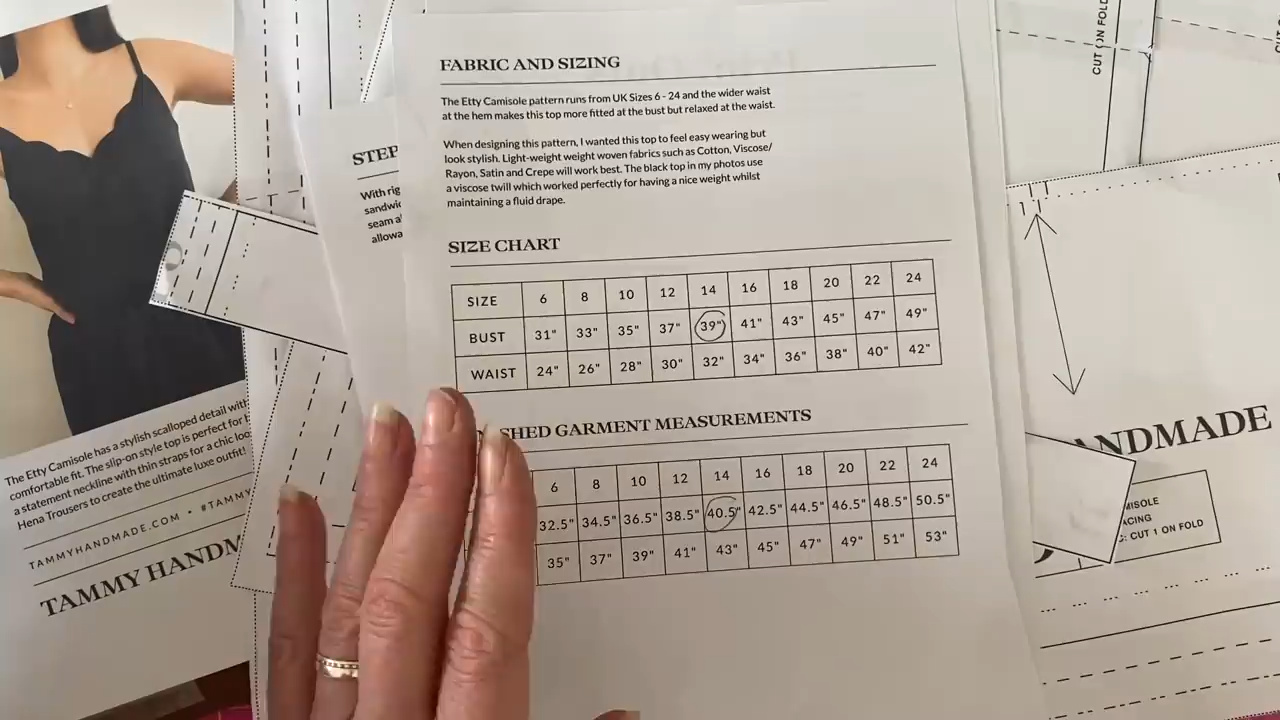 FABRIC AND SIZING
The Etty Camisole pattern runs from UK Sizes 6 - 24 and the wider waist
at the hem makes this top more fitted at the bust but relaxed at the waist.
When designing this pattern, I wanted this top to feel easy wearing but
look stylish. Light-weight weight woven fabrics such as Cotton, Viscose/
Rayon, Satin and Crepe will work best. The black top in my photos use
a viscose twill which worked perfectly for having a nice weight whilst
maintaining a fluid drape.
SIZE CHART
SIZE 6 8 10 12 14 16 18 20 22 24
BUST 31" 33" 35" 37" 39" 41" 43" 45" 47" 49"
WAIST 24" 26" 28" 30" 32" 34" 36" 38" 40" 42"
SHED GARMENT MEASUREMENTS
6 8 10 12 14 16 18 20 22 24
32.5" 34.5" 36.5" 38.5" 40.5" 42.5" 44.5" 46.5" 48.5" 50.5"
35" 37" 39" 41" 43" 45" 47" 49" 51" 53"
STEP
With rig
sandwic
seam a
allowa
The Etty Camisole has a stylish scalloped detail with
comfortable fit. The slip-on style top is perfect for
a statement neckline with thin straps for a chic loo
Hena Trousers to create the ultimate luxe outfit!
TAMMYHANDMADE.COM • #TAMMY
TAMMY HANDM
CUT ON FOLD
ANDMADE
MISOLE
ACING
: CUT 1 ON FOLD